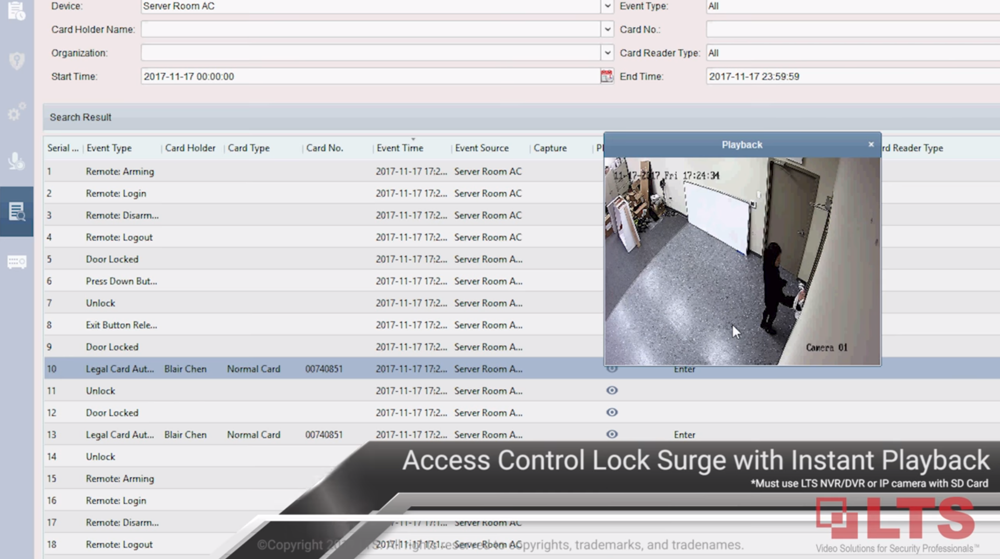 Device: Server Room AC Event Type: All
Card Holder Name: Card No.:
Organization: Card Reader Type: All
Start Time: 2017-11-17 00:00:00 End Time: 2017-11-17 23:59:59
Search Result
Serial ... Event Type Card Holder Card Type Card No. Event Time Event Source Capture Pl rd Reader Type
Playback
11-17-2017 Fri 17:24:34
Camera 01
1 Remote: Arming 2017-11-17 17:2... Server Room AC
2 Remote: Login 2017-11-17 17:2... Server Room AC
3 Remote: Disarm... 2017-11-17 17:2... Server Room AC
4 Remote: Logout 2017-11-17 17:2... Server Room AC
5 Door Locked 2017-11-17 17:2... Server Room A...
6 Press Down But... 2017-11-17 17:2... Server Room A...
7 Unlock 2017-11-17 17:2... Server Room A...
8 Exit Button Rele... 2017-11-17 17:2... Server Room A...
9 Door Locked 2017-11-17 17:2... Server Room A...
10 Legal Card Aut... Blair Chen Normal Card 00740851 2017-11-17 17:2... Server Room A... Enter
11 Unlock 2017-11-17 17:2... Server Room A...
12 Door Locked 2017-11-17 17:2... Server Room A...
13 Legal Card Aut... Blair Chen Normal Card 00740851 2017-11-17 17:2... Server Room A... Enter
14 Unlock
15 Remote: Arming
16 Remote: Login
17 Remote: Disarm... 17:1... Server Room AC
18 Remote: Logout 2017-11-17 17:1... Server Room AC
Access Control Lock Surge with Instant Playback
*Must use LTS NVR/DVR or IP camera with SD Card
LTS
Video Solutions for Security Professionals™
©Copyright All rights reserved to copyrights, trademarks, and tradenames.